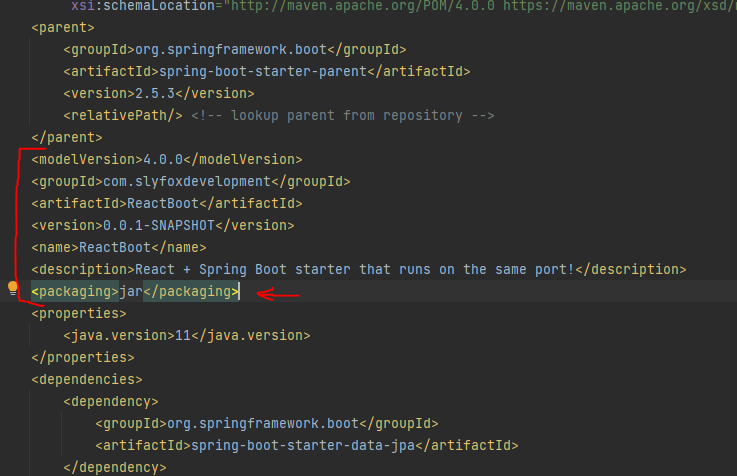 xsi:schemaLocation="http://maven.apache.org/POM/4.0.0 https://maven.apache.org/xsd/
<parent>
<groupId>org.springframework.boot</groupId>
<artifactId>spring-boot-starter-parent</artifactId>
<version>2.5.3</version>
<relativePath/> <!-- lookup parent from repository -->
</parent>
<modelVersion>4.0.0</modelVersion>
<groupId>com.slyfoxdevelopment</groupId>
<artifactId>ReactBoot</artifactId>
<version>0.0.1-SNAPSHOT</version>
<name>ReactBoot</name>
<description>React + Spring Boot starter that runs on the same port!</description>
<packaging>jar</packaging>
<properties>
<java.version>11</java.version>
</properties>
<dependencies>
<dependency>
<groupId>org.springframework.boot</groupId>
<artifactId>spring-boot-starter-data-jpa</artifactId>
</dependency>